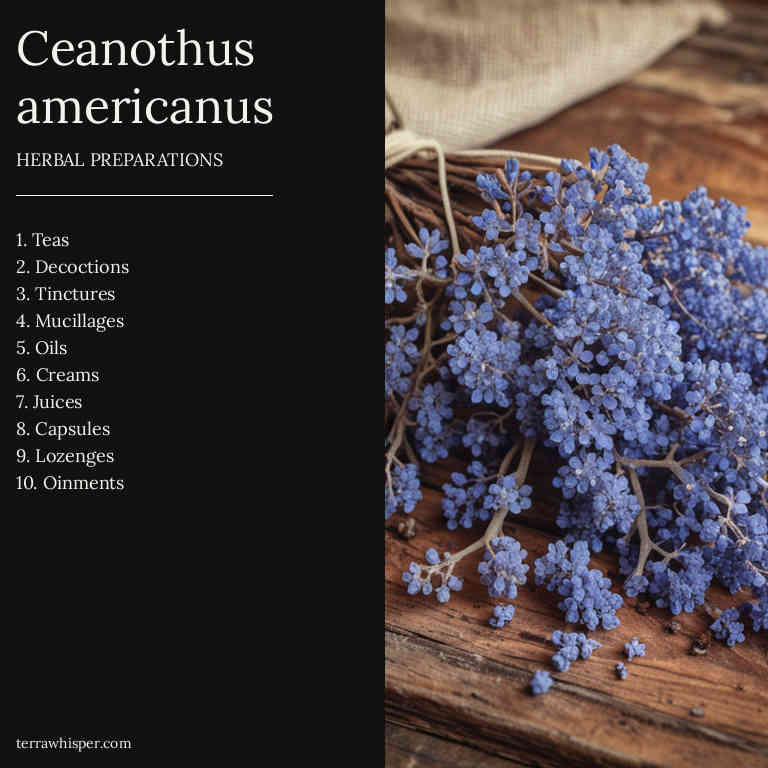 Ceanothus
americanus
HERBAL PREPARATIONS
1. Teas
2. Decoctions
3. Tinctures
4. Mucillages
5. Oils
6. Creams
7. Juices
8. Capsules
9. Lozenges
10. Oinments
terrawhisper.com